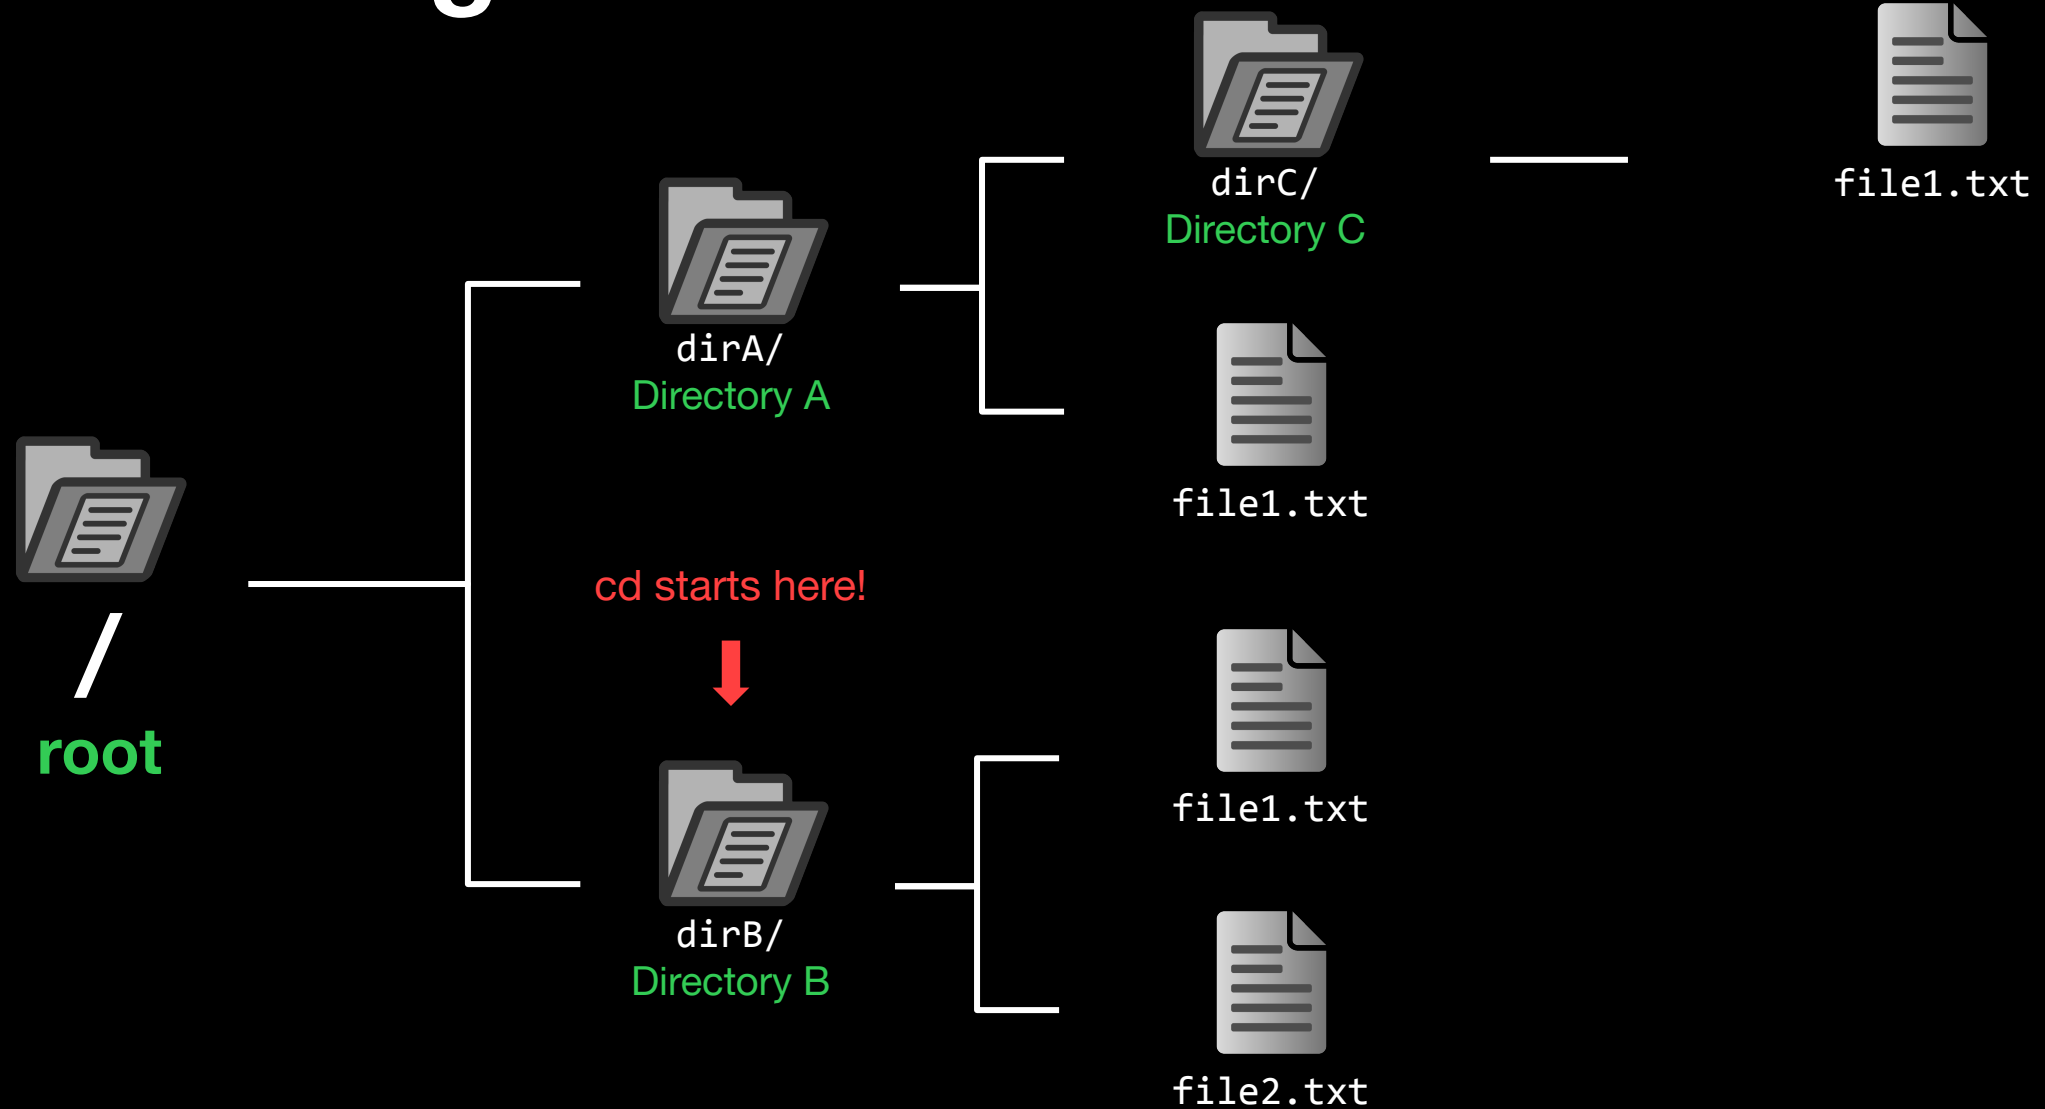 /
root
dirA/
Directory A
cd starts here!
dirB/
Directory B
dirC/
Directory C
file1.txt
file1.txt
file1.txt
file2.txt